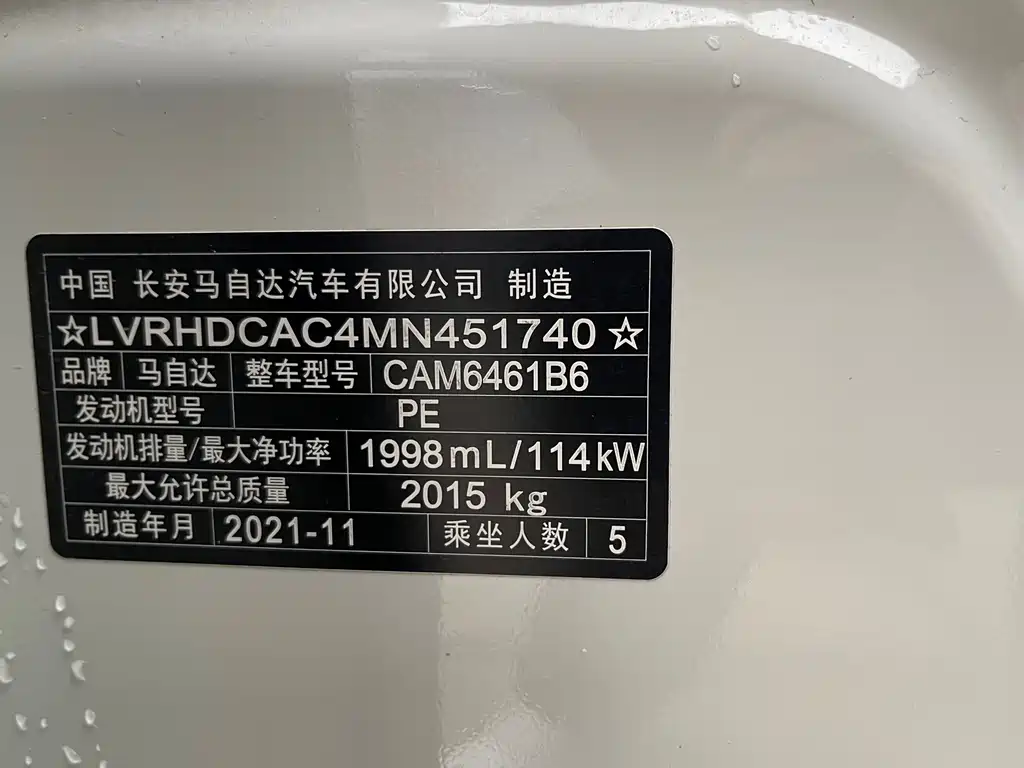 中国 长安马自达汽车有限公司 制造
☆LVRHDCAC4MN451740☆
品牌 马自达 整车型号 CAM6461B6
发动机型号 PE
发动机排量/最大净功率 1998mL/114kW
最大允许总质量 2015 kg
制造年月 2021-11 乘坐人数 5